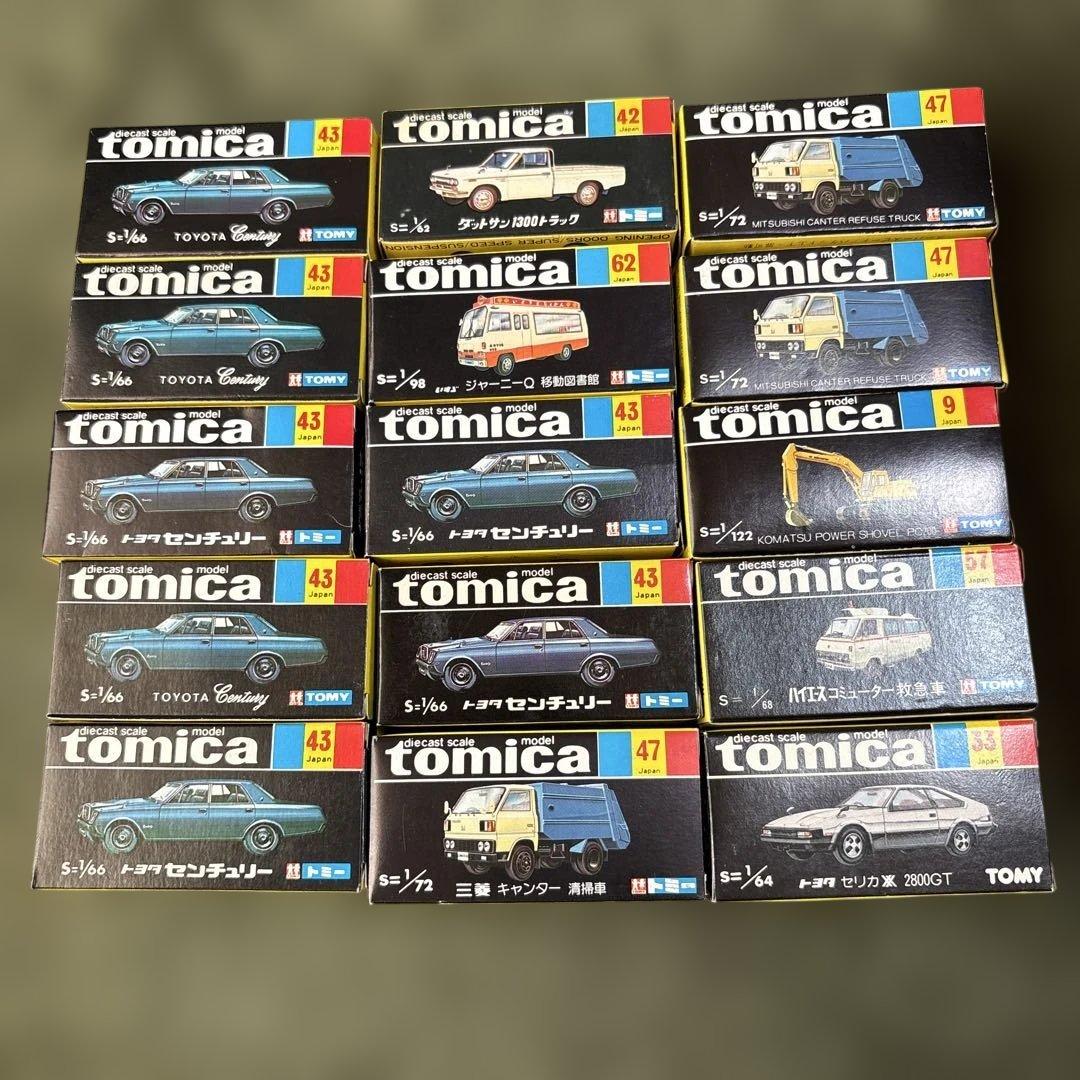 diecast scale model
tomica
43
Japan
S=1/66 TOYOTA Century TOMY
diecast scale model
tomica
43
Japan
S=1/66 TOYOTA Century TOMY
diecast scale model
tomica
43
Japan
S=1/66 トヨタ センチュリー トミー
diecast scale model
tomica
43
Japan
S=1/66 TOYOTA Century TOMY
diecast scale model
tomica
43
Japan
S=1/66 トヨタ センチュリー トミー
diecast scale model
tomica
42
Japan
S=1/62 ダットサン 1300トラック トミー
OPENING DOORS/SUPER SPEED/SUSPENSION
diecast scale model
tomica
62
Japan
S=1/98 いすゞ ジャーニーQ 移動図書館 トミー
diecast scale model
tomica
43
Japan
S=1/66 トヨタ センチュリー トミー
diecast scale model
tomica
43
Japan
S=1/66 トヨタ センチュリー トミー
diecast scale model
tomica
47
Japan
S=1/72 三菱 キャンター 清掃車 トミー
diecast scale model
tomica
47
Japan
S=1/72 MITSUBISHI CANTER REFUSE TRUCK TOMY
diecast scale model
tomica
47
Japan
S=1/72 MITSUBISHI CANTER REFUSE TRUCK TOMY
diecast scale model
tomica
9
Japan
S=1/122 KOMATSU POWER SHOVEL PC200 TOMY
diecast scale model
tomica
57
Japan
S=1/68 ハイエースコミューター救急車 TOMY
diecast scale model
tomica
33
Japan
S=1/64 トヨタ セリカXX 2800GT TOMY